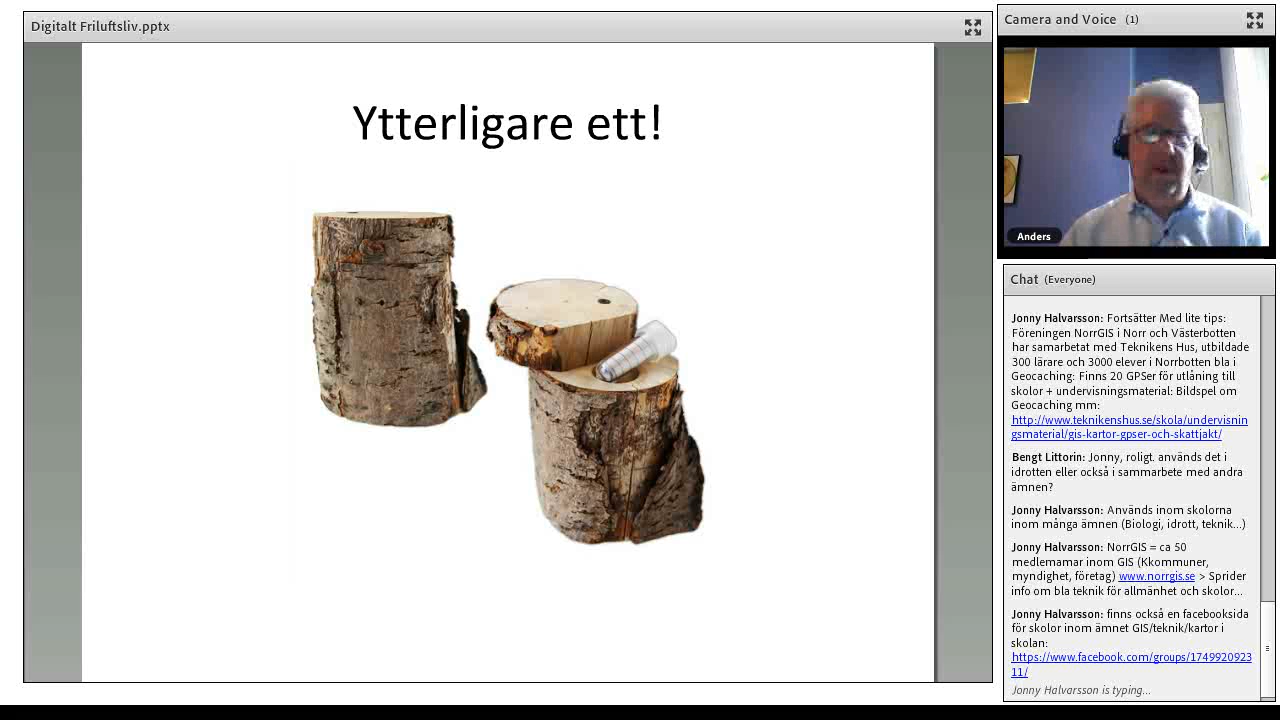 Digitalt Friluftsliv.pptx
Ytterligare ett!
Camera and Voice (1)
Anders
Chat (Everyone)
Jonny Halvarsson: Fortsätter Med lite tips:
Föreningen NorrGIS i Norr och Västerbotten
har samarbetat med Teknikens Hus, utbildade
300 lärare och 3000 elever i Norrbotten bla i
Geocaching: Finns 20 GPSer för utlåning till
skolor + undervisningsmaterial: Bildspel om
Geocaching mm:
http://www.teknikenshus.se/skola/undervisnin
gsmaterial/gis-kartor-gpser-och-skattjakt/
Bengt Littorin: Jonny, roligt. används det i
idrotten eller också i sammarbete med andra
ämnen?
Jonny Halvarsson: Används inom skolorna
inom många ämnen (Biologi, idrott, teknik...)
Jonny Halvarsson: NorrGIS = ca 50
medlemamar inom GIS (Kkommuner,
myndighet, företag) www.norrgis.se > Sprider
info om bla teknik för allmänhet och skolor...
Jonny Halvarsson: finns också en facebooksida
för skolor inom ämnet GIS/teknik/kartor i
skolan:
https://www.facebook.com/groups/1749920923
11/
Jonny Halvarsson is typing...